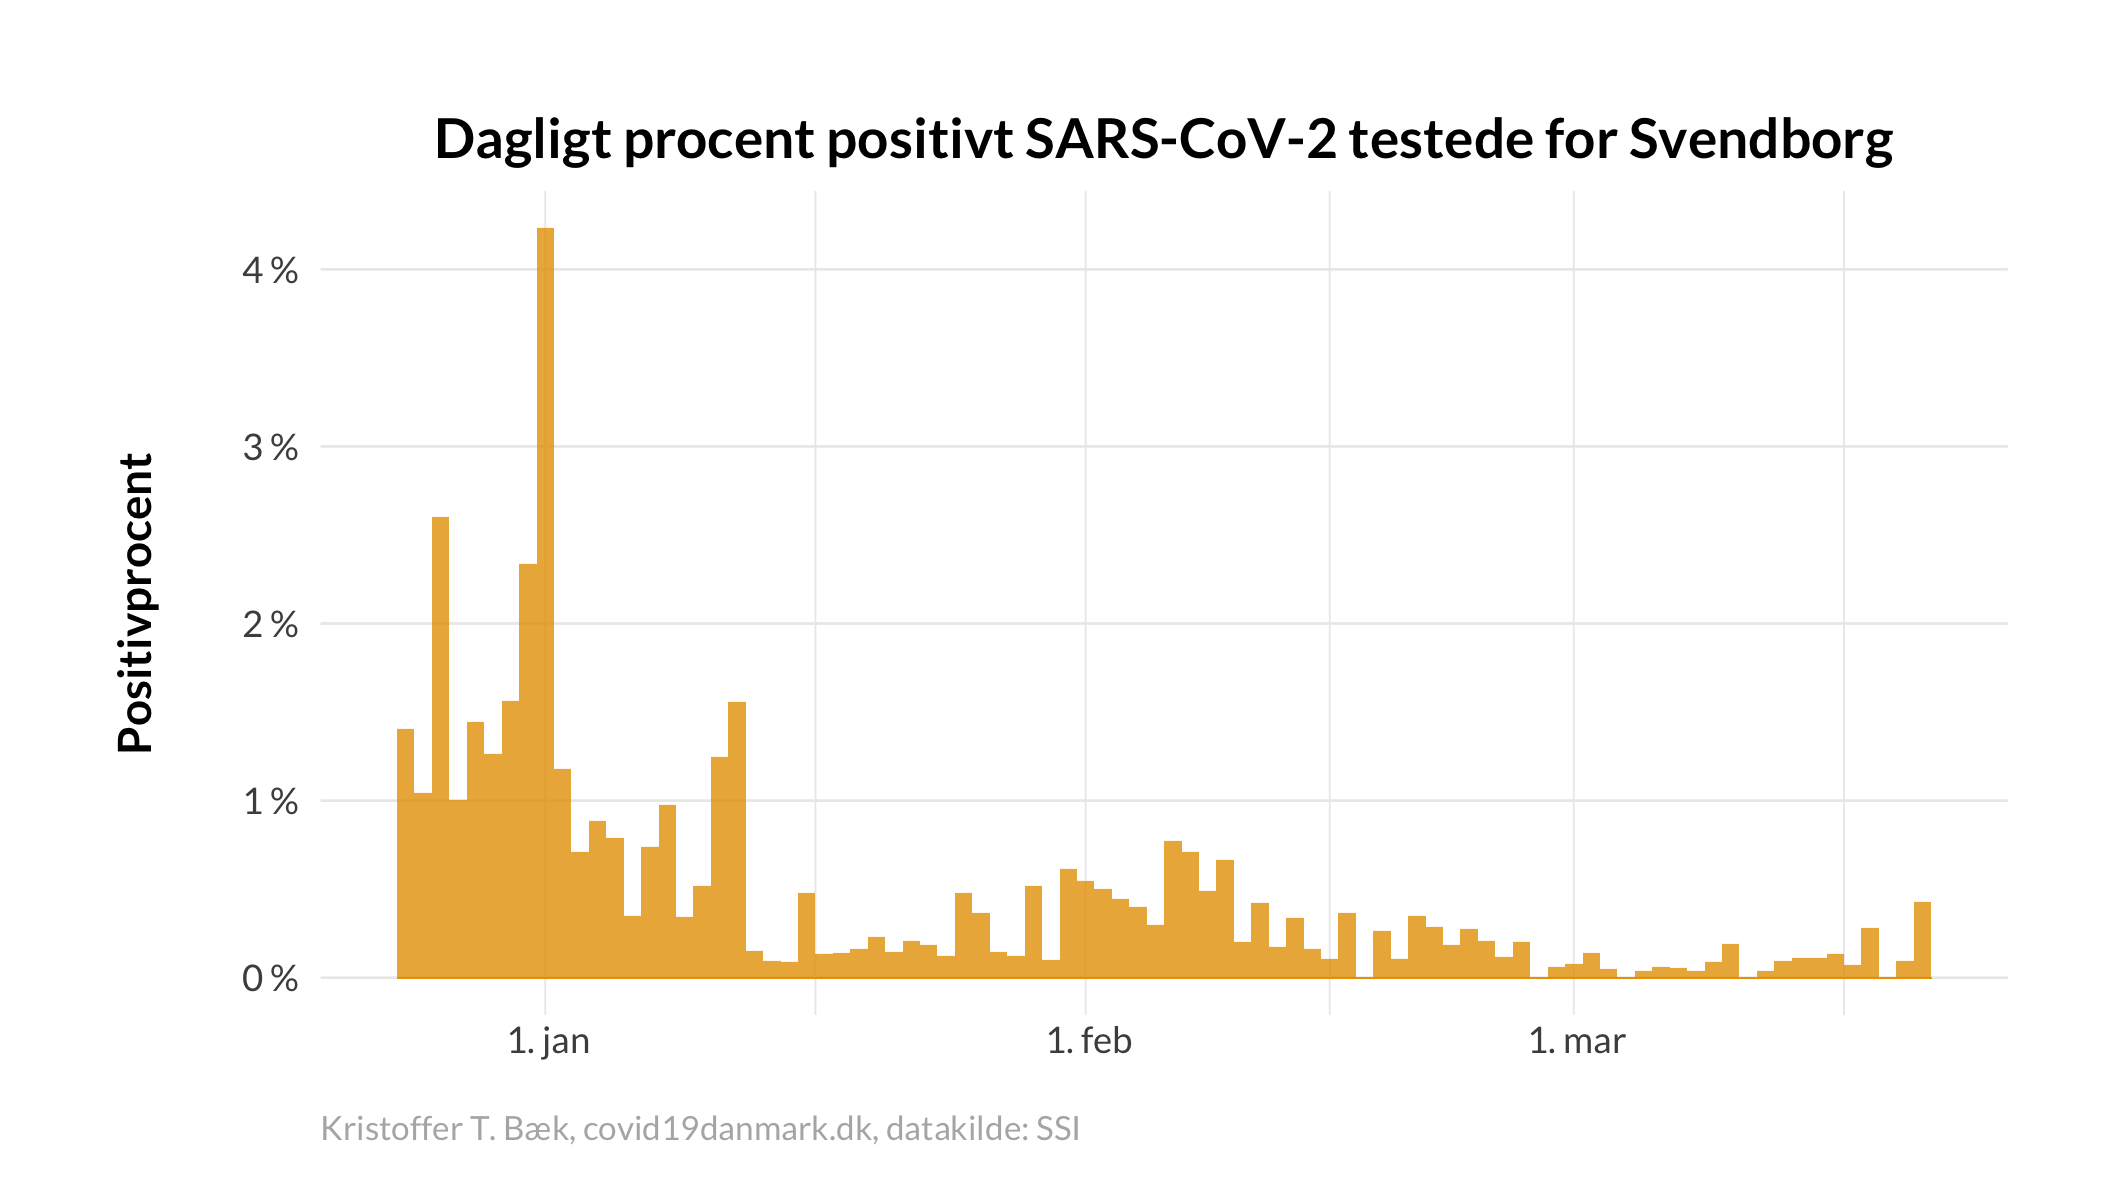 Dagligt procent positivt SARS-CoV-2 testede for Svendborg
Positivprocent
4 %
3 %
2 %
1 %
0 %
1. jan
1. feb
1. mar
Kristoffer T. Bæk, covid19danmark.dk, datakilde: SSI